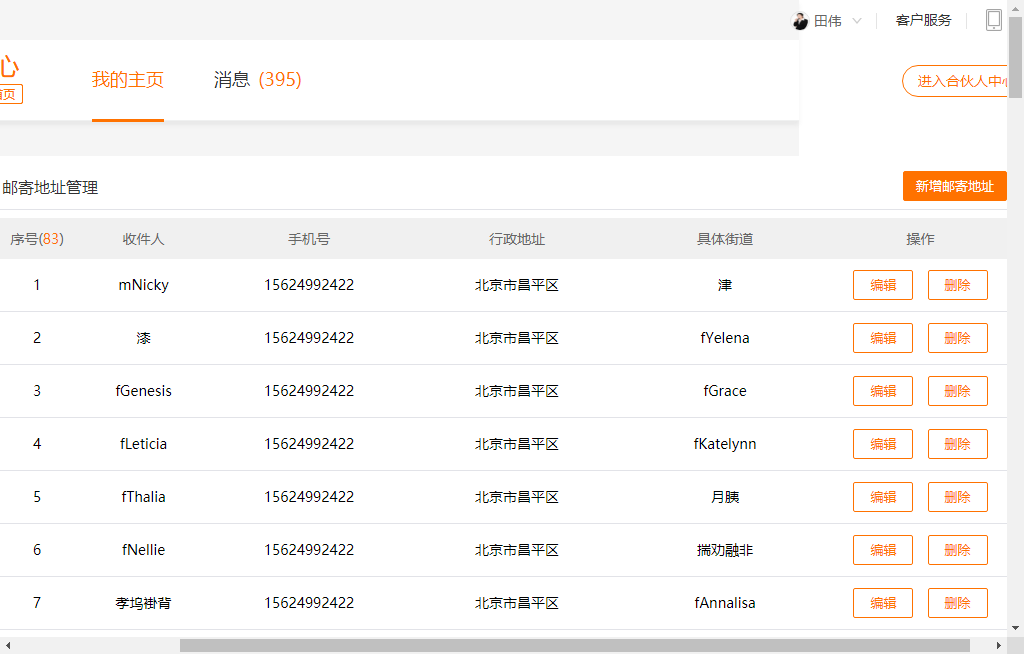 田伟 客户服务
心
我的主页 消息 (395)
进入合伙人中心
首页
邮寄地址管理 新增邮寄地址
序号(83) 收件人 手机号 行政地址 具体街道 操作
1 mNicky 15624992422 北京市昌平区 津 编辑 删除
2 漆 15624992422 北京市昌平区 fYelena 编辑 删除
3 fGenesis 15624992422 北京市昌平区 fGrace 编辑 删除
4 fLeticia 15624992422 北京市昌平区 fKatelynn 编辑 删除
5 fThalia 15624992422 北京市昌平区 月胰 编辑 删除
6 fNellie 15624992422 北京市昌平区 揣劝融非 编辑 删除
7 孝坞褂背 15624992422 北京市昌平区 fAnnalisa 编辑 删除